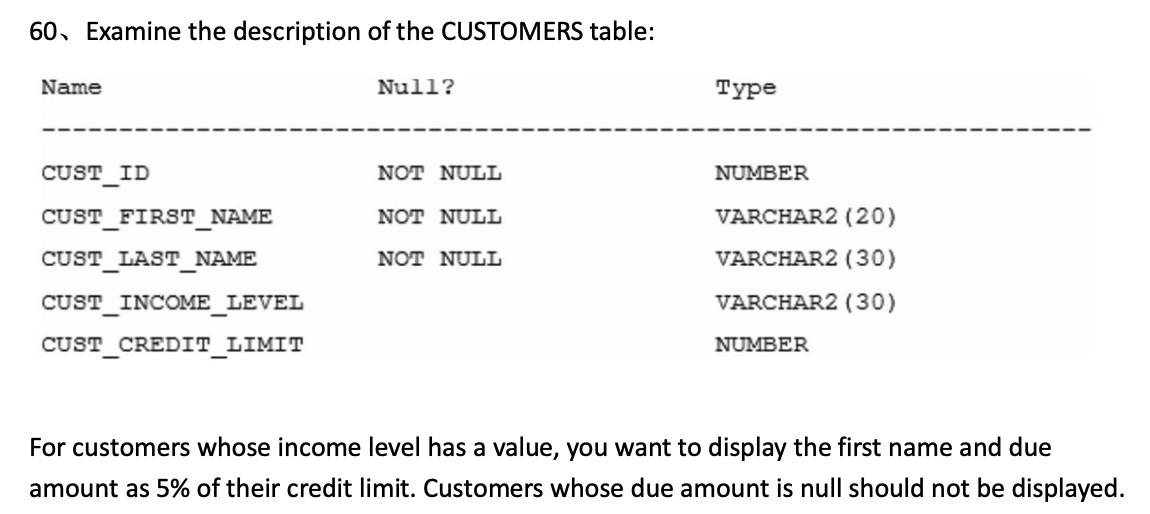 60、Examine the description of the CUSTOMERS table:
Name Null? Type
--------------------------------------------------------------------
CUST_ID NOT NULL NUMBER
CUST_FIRST_NAME NOT NULL VARCHAR2(20)
CUST_LAST_NAME NOT NULL VARCHAR2(30)
CUST_INCOME_LEVEL VARCHAR2(30)
CUST_CREDIT_LIMIT NUMBER
For customers whose income level has a value, you want to display the first name and due
amount as 5% of their credit limit. Customers whose due amount is null should not be displayed.